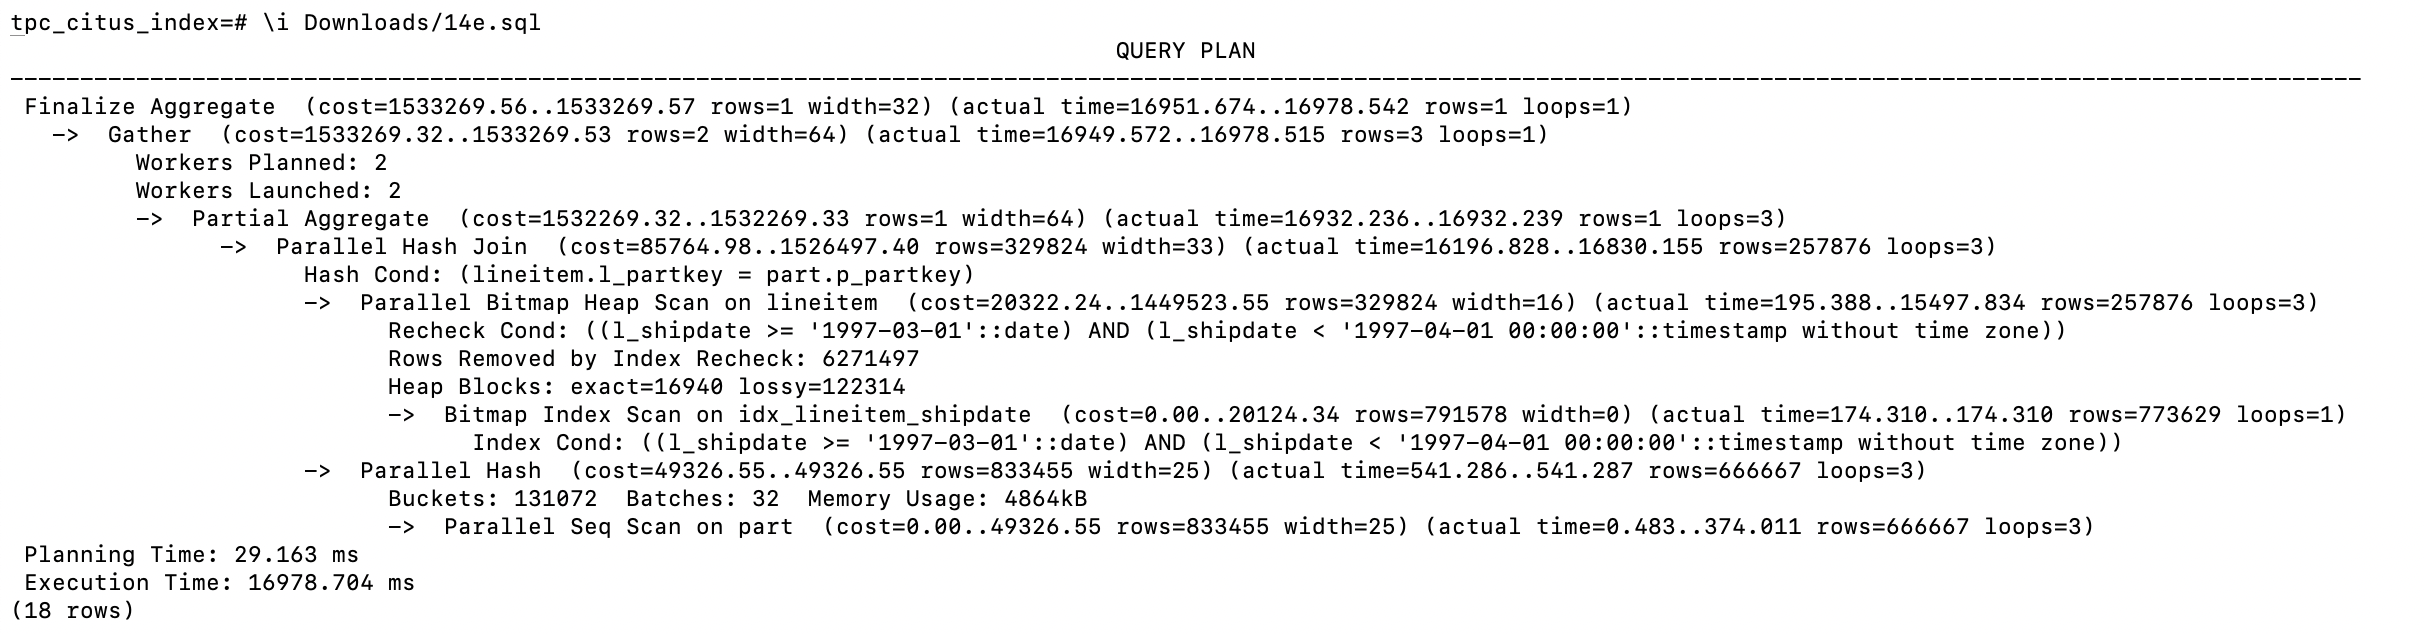 tpc_citus_index=# \i Downloads/14e.sql
QUERY PLAN
------------------------------------------------------------------------------------------------------------------------------------------------------------------------
Finalize Aggregate  (cost=1533269.56..1533269.57 rows=1 width=32) (actual time=16951.674..16978.542 rows=1 loops=1)
  ->  Gather  (cost=1533269.32..1533269.53 rows=2 width=64) (actual time=16949.572..16978.515 rows=3 loops=1)
        Workers Planned: 2
        Workers Launched: 2
        ->  Partial Aggregate  (cost=1532269.32..1532269.33 rows=1 width=64) (actual time=16932.236..16932.239 rows=1 loops=3)
              ->  Parallel Hash Join  (cost=85764.98..1526497.40 rows=329824 width=33) (actual time=16196.828..16830.155 rows=257876 loops=3)
                    Hash Cond: (lineitem.l_partkey = part.p_partkey)
                    ->  Parallel Bitmap Heap Scan on lineitem  (cost=20322.24..1449523.55 rows=329824 width=16) (actual time=195.388..15497.834 rows=257876 loops=3)
                          Recheck Cond: ((l_shipdate >= '1997-03-01'::date) AND (l_shipdate < '1997-04-01 00:00:00'::timestamp without time zone))
                          Rows Removed by Index Recheck: 6271497
                          Heap Blocks: exact=16940 lossy=122314
                          ->  Bitmap Index Scan on idx_lineitem_shipdate  (cost=0.00..20124.34 rows=791578 width=0) (actual time=174.310..174.310 rows=773629 loops=1)
                                Index Cond: ((l_shipdate >= '1997-03-01'::date) AND (l_shipdate < '1997-04-01 00:00:00'::timestamp without time zone))
                    ->  Parallel Hash  (cost=49326.55..49326.55 rows=833455 width=25) (actual time=541.286..541.287 rows=666667 loops=3)
                          Buckets: 131072  Batches: 32  Memory Usage: 4864kB
                          ->  Parallel Seq Scan on part  (cost=0.00..49326.55 rows=833455 width=25) (actual time=0.483..374.011 rows=666667 loops=3)
Planning Time: 29.163 ms
Execution Time: 16978.704 ms
(18 rows)